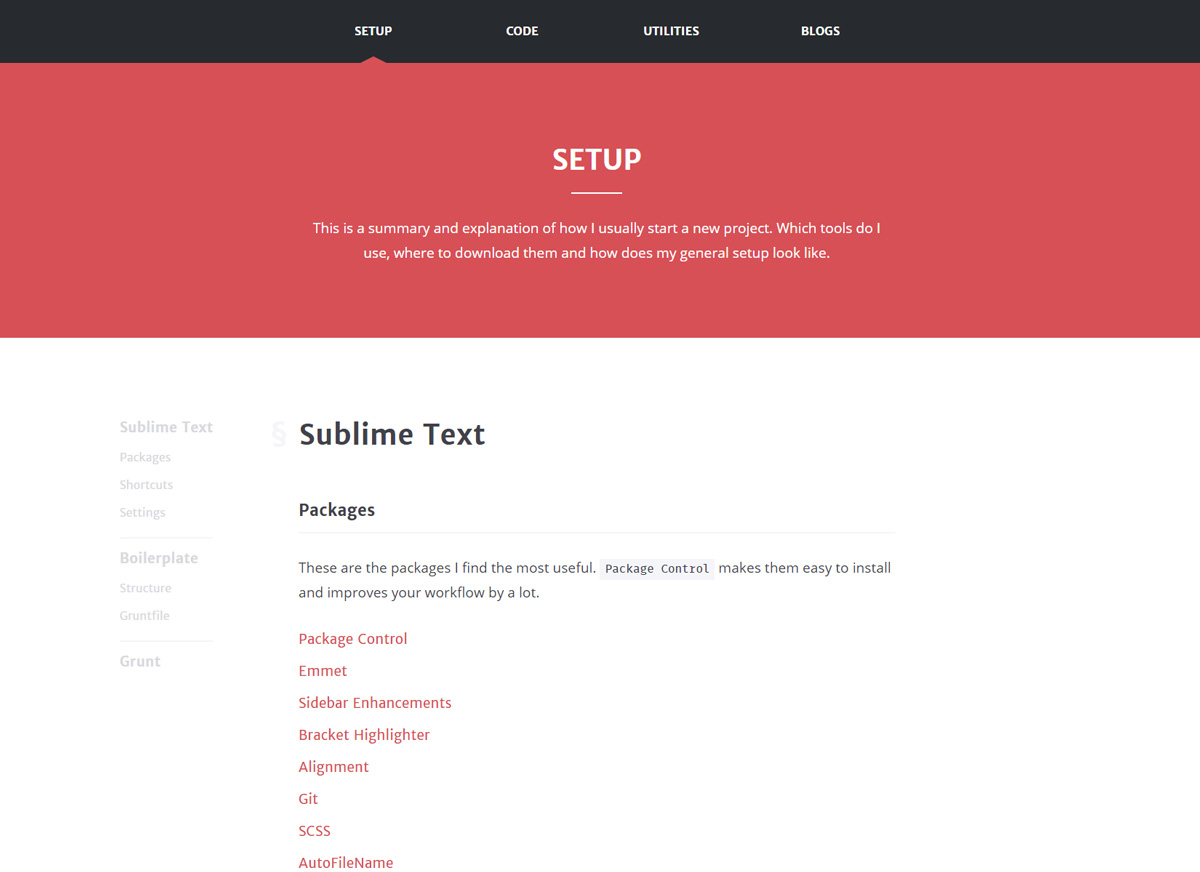 SETUP CODE UTILITIES BLOGS
SETUP
This is a summary and explanation of how I usually start a new project. Which tools do I
use, where to download them and how does my general setup look like.
Sublime Text
Packages
Shortcuts
Settings
Boilerplate
Structure
Gruntfile
Grunt
§ Sublime Text
Packages
These are the packages I find the most useful. Package Control makes them easy to install
and improves your workflow by a lot.
Package Control
Emmet
Sidebar Enhancements
Bracket Highlighter
Alignment
Git
SCSS
AutoFileName